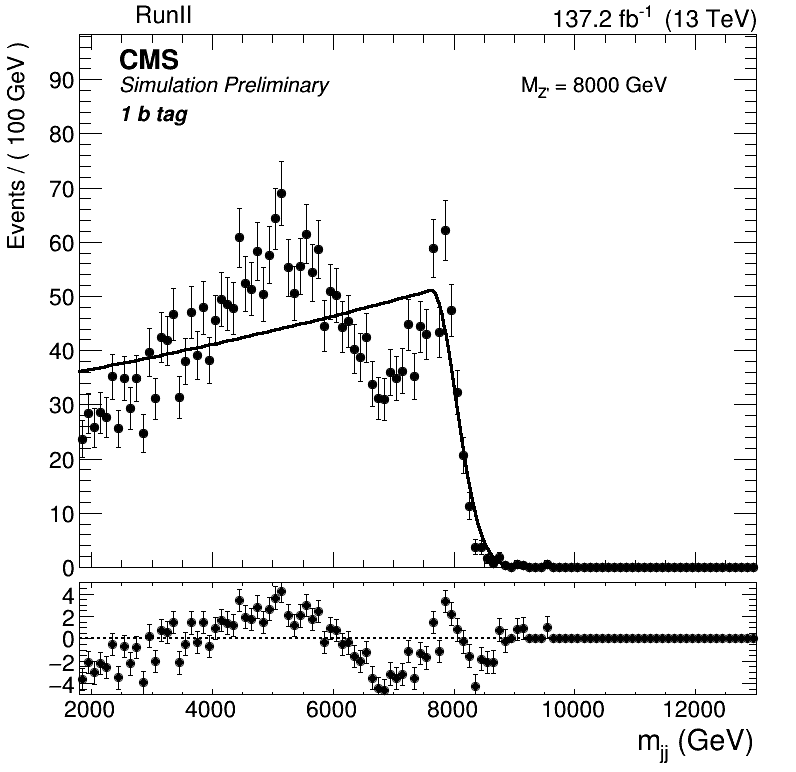 RunII 137.2 fb⁻¹ (13 TeV)
CMS
Simulation Preliminary
M_Z' = 8000 GeV
1 b tag
Events / ( 100 GeV )
90
80
70
60
50
40
30
20
10
0
4
2
0
−2
−4
2000 4000 6000 8000 10000 12000
m_jj (GeV)